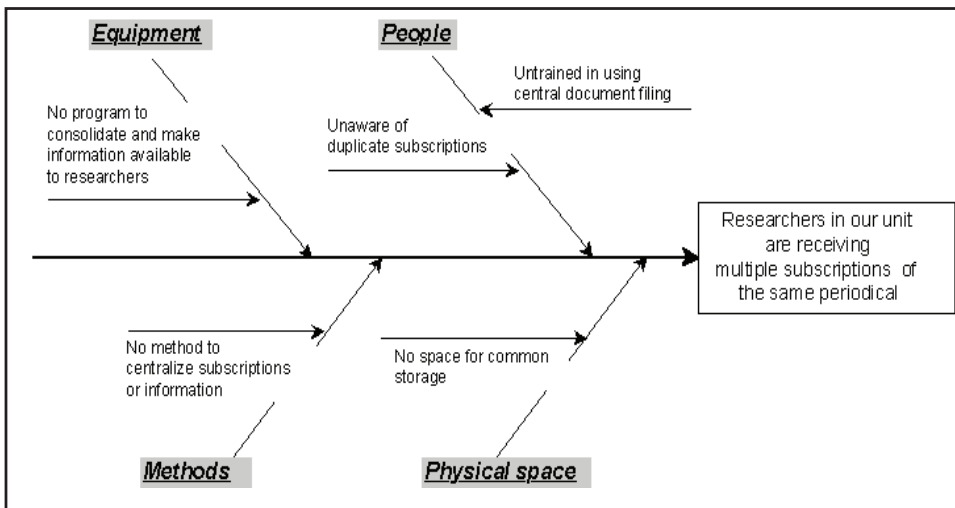 Equipment
People
No program to
consolidate and make
information available
to researchers
Untrained in using
central document filing
Unaware of
duplicate subscriptions
Researchers in our unit
are receiving
multiple subscriptions of
the same periodical
No method to
centralize subscriptions
or information
No space for common
storage
Methods
Physical space